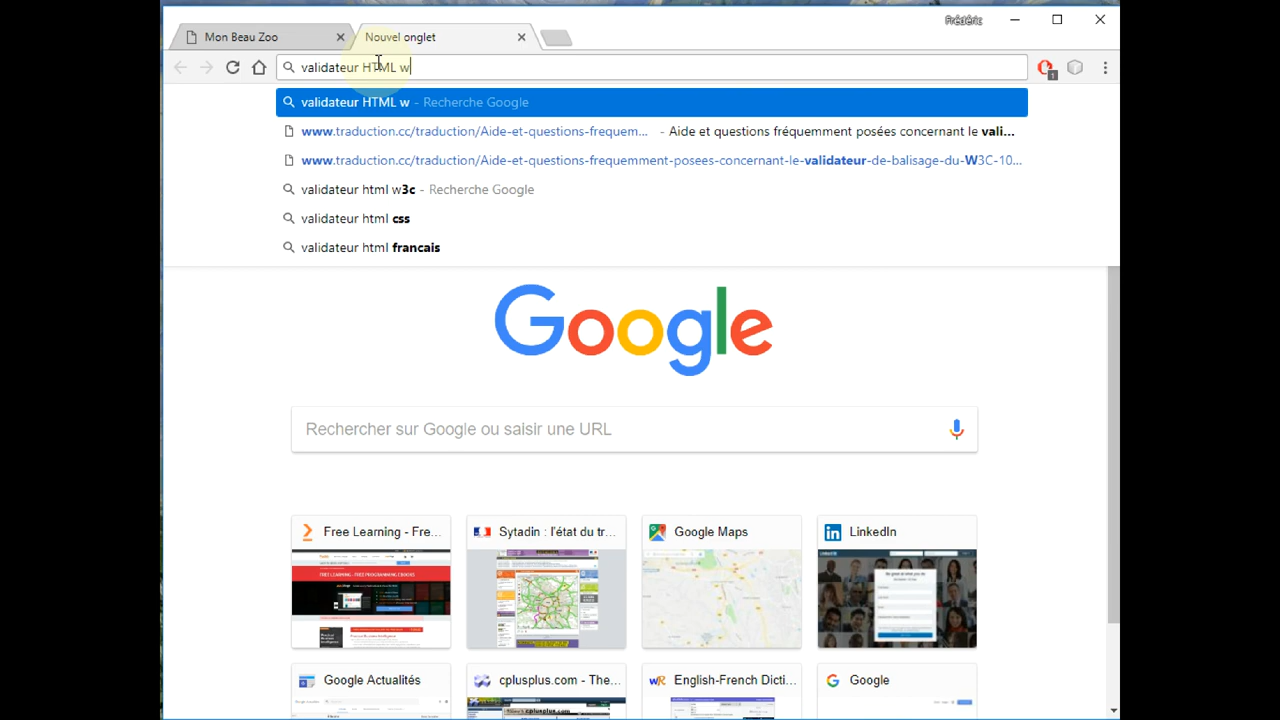 Frédéric
Mon Beau Zoo
Nouvel onglet
validateur HTML w
1
validateur HTML w - Recherche Google
www.traduction.cc/traduction/Aide-et-questions-frequem... - Aide et questions fréquemment posées concernant le vali...
www.traduction.cc/traduction/Aide-et-questions-frequemment-posees-concernant-le-validateur-de-balisage-du-W3C-10...
validateur html w3c - Recherche Google
validateur html css
validateur html francais
Google
Rechercher sur Google ou saisir une URL
Free Learning - Fre...
Sytadin : l'état du tr...
Google Maps
LinkedIn
Google Actualités
cplusplus.com - The...
English-French Dicti...
Google